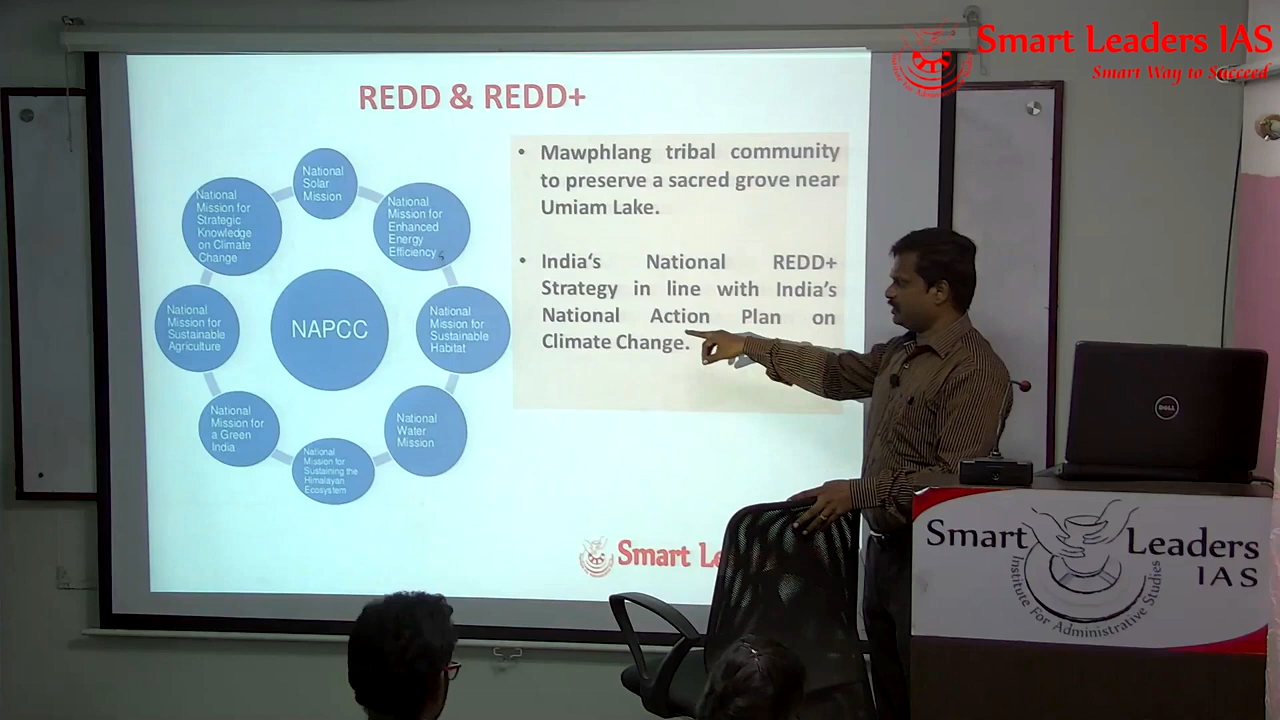 Smart Leaders IAS
Smart Way to Succeed
REDD & REDD+
• Mawphlang tribal community
to preserve a sacred grove near
Umiam Lake.
• India‘s National REDD+
Strategy in line with India’s
National Action Plan on
Climate Change.
National
Solar
Mission
National
Mission for
Enhanced
Energy
Efficiency
National
Mission for
Sustainable
Habitat
National
Water
Mission
National
Mission for
Sustaining the
Himalayan
Ecosystem
National
Mission for
a Green
India
National
Mission for
Sustainable
Agriculture
National
Mission for
Strategic
Knowledge
on Climate
Change
NAPCC
Smart Le
DELL
Smart Leaders
IAS
Institute For Administrative Studies